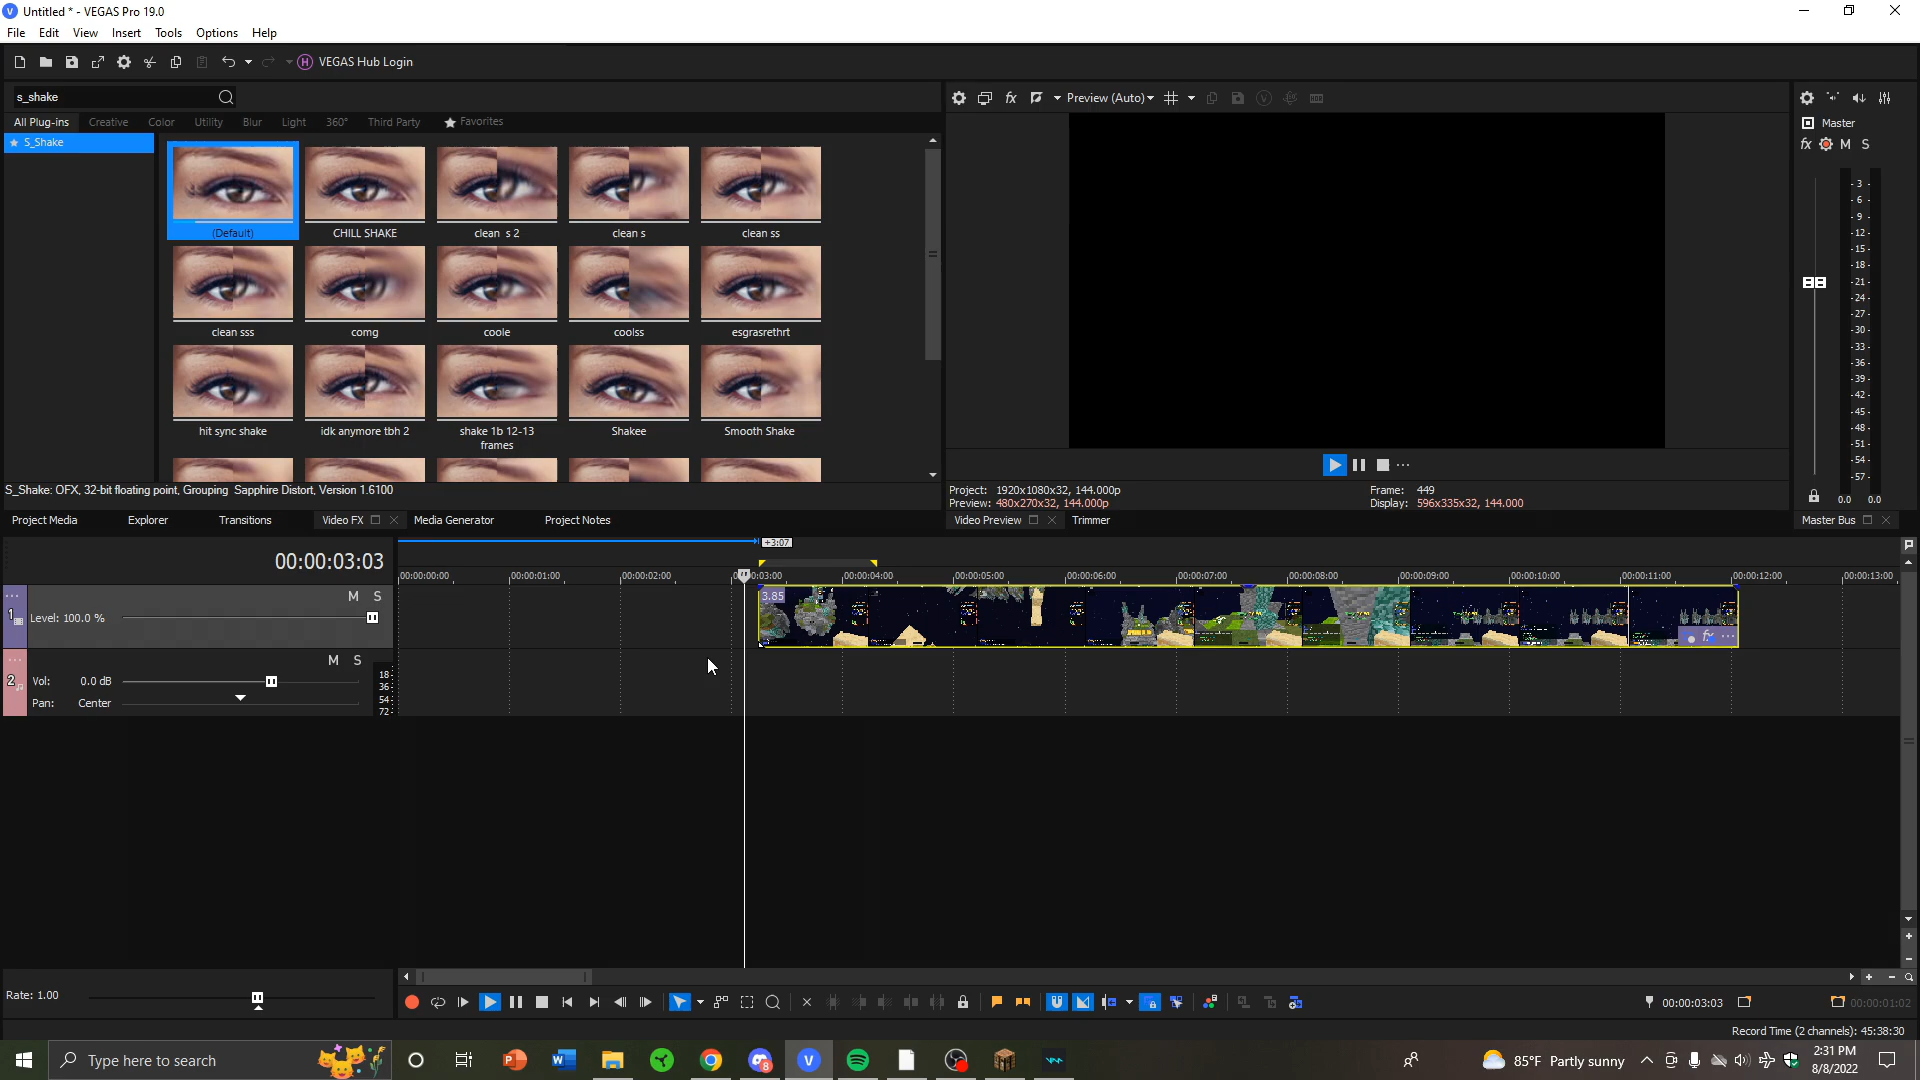 Untitled * - VEGAS Pro 19.0
File Edit View Insert Tools Options Help
VEGAS Hub Login
s_shake
All Plug-ins Creative Color Utility Blur Light 360° Third Party Favorites
S_Shake
(Default) CHILL SHAKE clean s 2 clean s clean ss
clean sss comg coole coolss esgrasrethrt
hit sync shake idk anymore tbh 2 shake 1b 12-13 frames Shakee Smooth Shake
S_Shake: OFX, 32-bit floating point, Grouping Sapphire Distort, Version 1.6100
Project Media Explorer Transitions Video FX Media Generator Project Notes
fx Preview (Auto)
Project: 1920x1080x32, 144.000p
Preview: 480x270x32, 144.000p
Frame: 449
Display: 596x335x32, 144.000
Video Preview Trimmer
Master
fx M S
3
6
9
-12-
-15-
-18-
-21-
-24-
-27-
-30-
-33-
-36-
-39-
-42-
-45-
-48-
-51-
-54-
-57-
0.0 0.0
Master Bus
00:00:03:03
+3:07
00:00:00:00 00:00:01:00 00:00:02:00 0:03:00 00:00:04:00 00:00:05:00 00:00:06:00 00:00:07:00 00:00:08:00 00:00:09:00 00:00:10:00 00:00:11:00 00:00:12:00 00:00:13:00
1 M S
Level: 100.0 %
3.85
fx
2 M S
Vol: 0.0 dB
Pan: Center
18
36
54
72
Rate: 1.00
00:00:03:03
00:00:01:02
Record Time (2 channels): 45:38:30
Type here to search
8
85°F Partly sunny
2:31 PM
8/8/2022